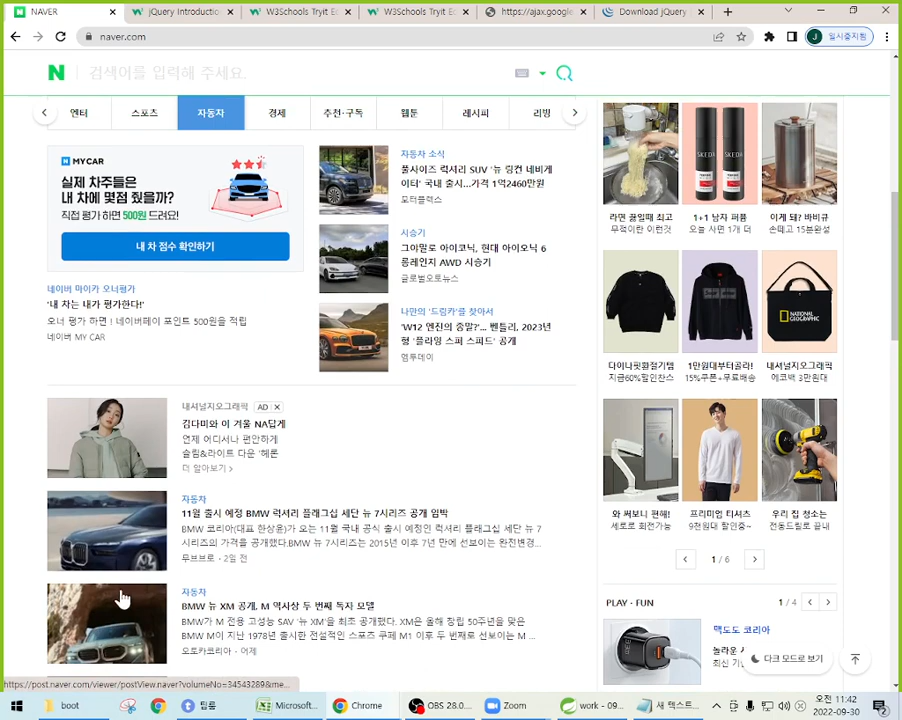 NAVER
jQuery Introductio
W3Schools Tryit Ec
W3Schools Tryit Ec
https://ajax.google
Download jQuery
naver.com
J 일시중지됨
N 검색어를 입력해 주세요.
엔터 스포츠 자동차 경제 추천·구독 웹툰 레시피 리빙
N MYCAR
실제 차주들은
내 차에 몇점 줬을까?
직접 평가 하면 500원 드려요!
내 차 점수 확인하기
네이버 마이카 오너평가
'내 차는 내가 평가한다!'
오너 평가 하면 ! 네이버페이 포인트 500원을 적립
네이버 MY CAR
자동차 소식
풀사이즈 럭셔리 SUV '뉴 링컨 네비게
이터' 국내 출시...가격 1억2460만원
모터플렉스
시승기
그야말로 아이코닉, 현대 아이오닉 6
롱레인지 AWD 시승기
글로벌오토뉴스
나만의 '드림카'를 찾아서
'W12 엔진의 종말?'... 벤틀리, 2023년
형 '플라잉 스퍼 스피드' 공개
엠투데이
내셔널지오그래픽 AD
김다미와 이 겨울 NA답게
언제 어디서나 편안하게
슬림&라이트 다운 '헤론
더 알아보기 >
자동차
11월 출시 예정 BMW 럭셔리 플래그십 세단 뉴 7시리즈 공개 임박
BMW 코리아(대표 한상윤)가 오는 11월 국내 공식 출시 예정인 럭셔리 플래그십 세단 뉴 7
시리즈의 가격을 공개했다.BMW 뉴 7시리즈는 2015년 이후 7년 만에 선보이는 완전변경...
무브브로 · 2일 전
자동차
BMW 뉴 XM 공개, M 역사상 두 번째 독자 모델
BMW가 M 전용 고성능 SAV '뉴 XM'을 최초 공개했다. XM은 올해 창립 50주년을 맞은
BMW M이 지난 1978년 출시한 전설적인 스포츠 쿠페 M1 이후 두 번째로 선보이는 M ...
오토카코리아 · 어제
라면 끓일때 최고
무적이란 이런것
1+1 남자 퍼퓸
오늘 사면 1개 더
이게 돼? 바비큐
손떼고 15분완성
NATIONAL
GEOGRAPHIC
다이나핏환절기템
지금60%할인찬스
1만원대부터골라!
15%쿠폰+무료배송
내셔널지오그래픽
에코백 3만원대
와 써보니 편해!
세로로 회전가능
프리미엄 티셔츠
9천원대 할인중~
우리 집 청소는
전동드릴로 끝내
1 / 6
PLAY · FUN 1 / 4
맥도도 코리아
놀라운
최신 기
다크 모드로 보기
https://post.naver.com/viewer/postView.naver?volumeNo=34543289&me...
boot
팀룸
Microsoft...
Chrome
OBS 28.0...
Zoom
work - 09...
새 텍스트...
오전 11:42
2022-09-30